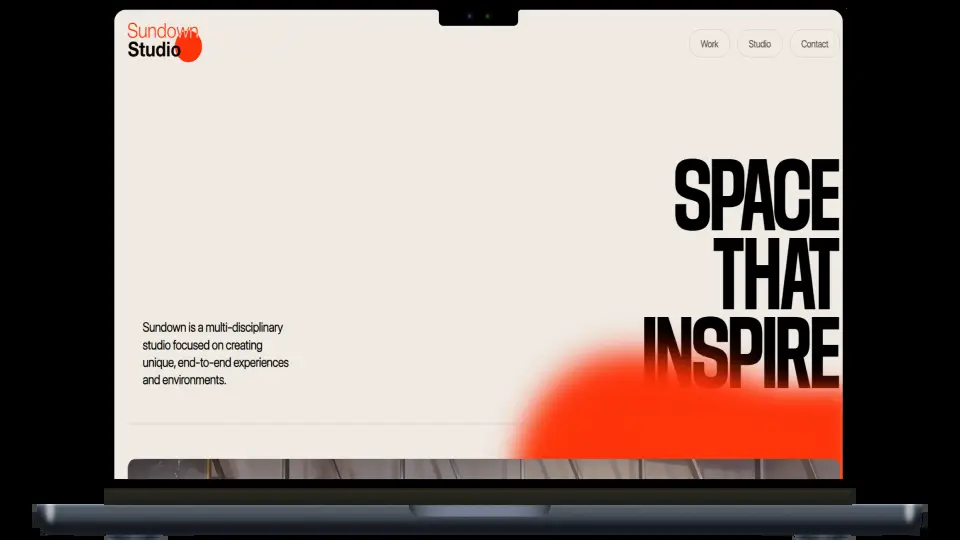 Sundown
Studio
Work
Studio
Contact
SPACE
THAT
INSPIRE
Sundown is a multi-disciplinary
studio focused on creating
unique, end-to-end experiences
and environments.